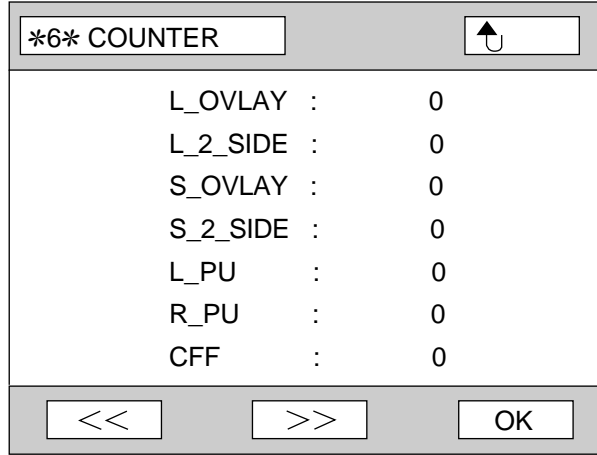 *6* COUNTER
L_OVLAY : 0
L_2_SIDE : 0
S_OVLAY : 0
S_2_SIDE : 0
L_PU : 0
R_PU : 0
CFF : 0
<< >> OK